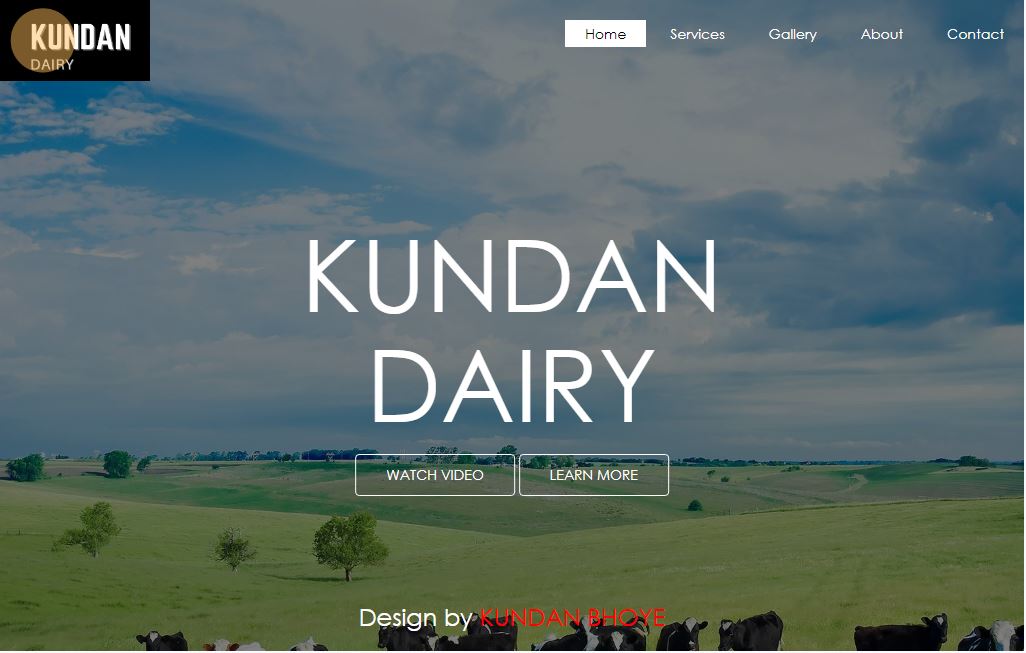 KUNDAN
DAIRY
Home Services Gallery About Contact
KUNDAN
DAIRY
WATCH VIDEO LEARN MORE
Design by KUNDAN BHOYE